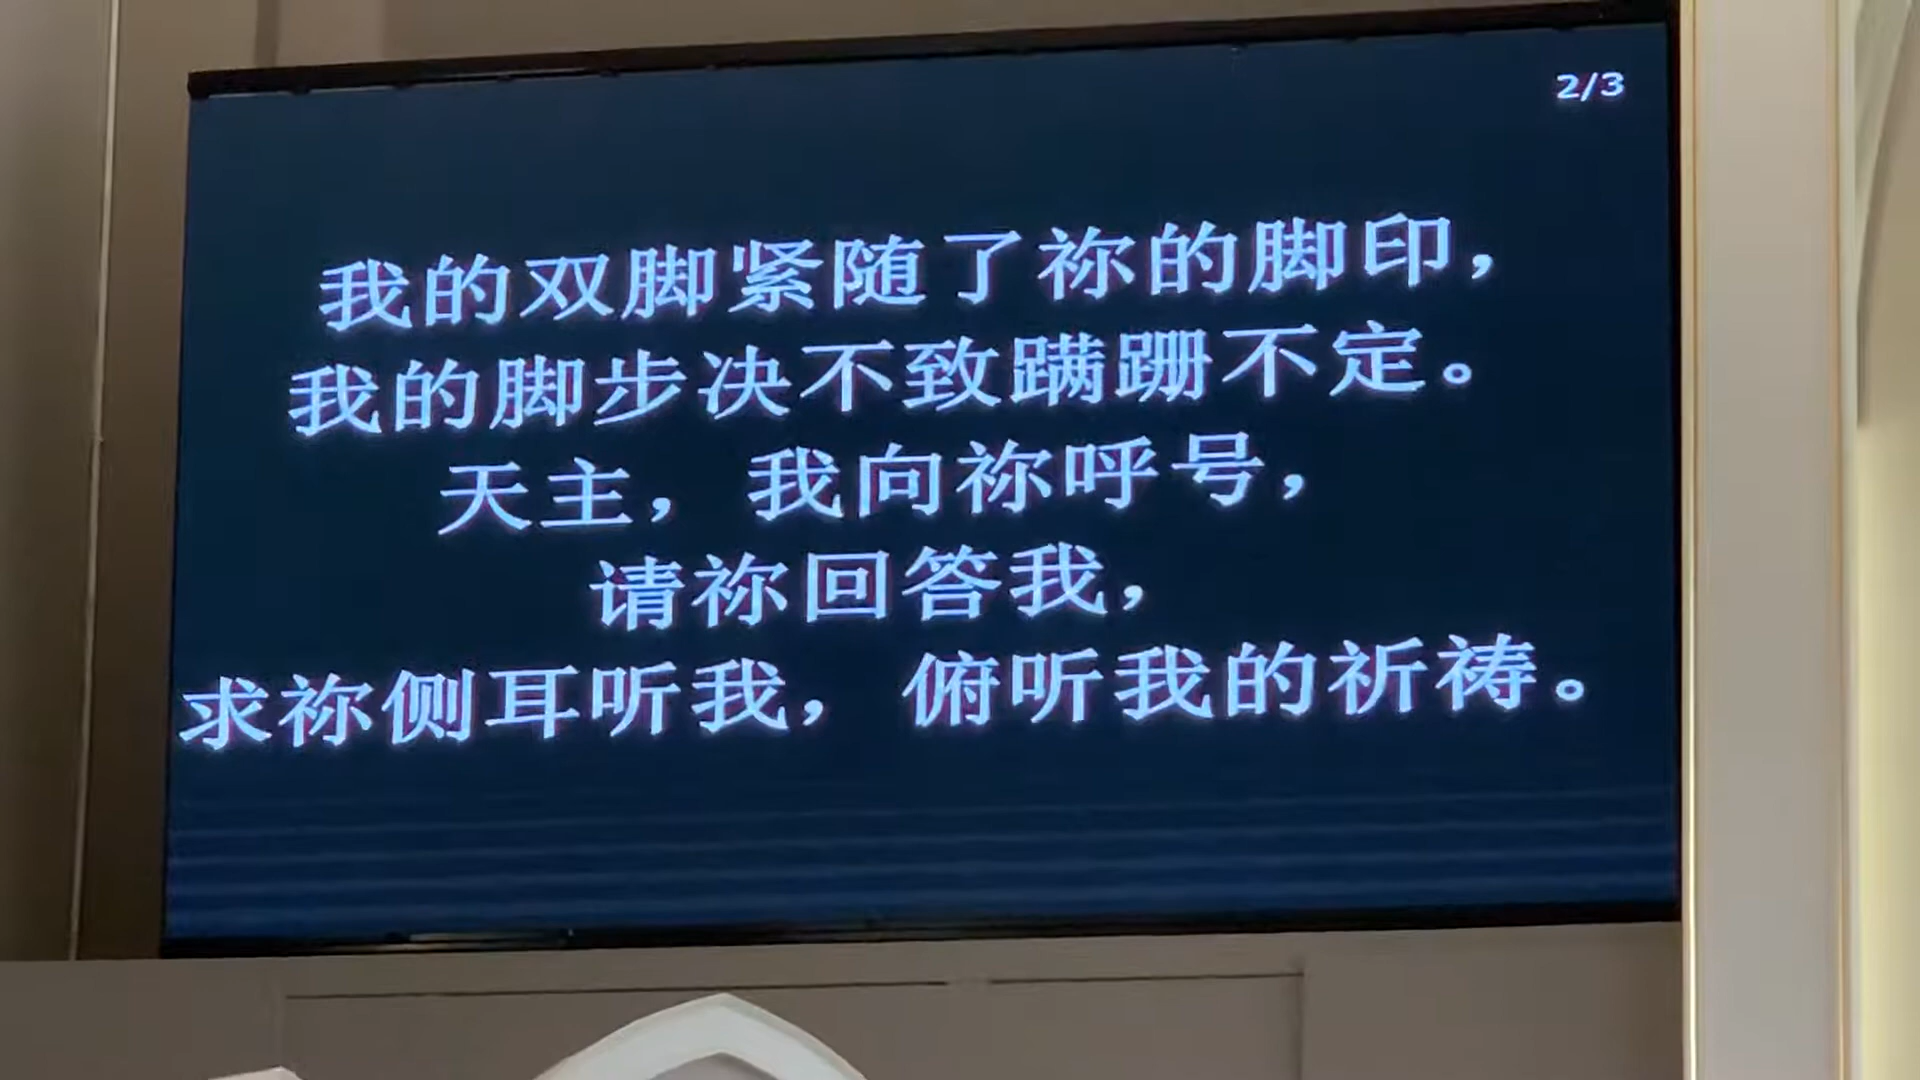 2/3
我的双脚紧随了祢的脚印，
我的脚步决不致蹒跚不定。
天主，我向祢呼号，
请祢回答我，
求祢侧耳听我，俯听我的祈祷。